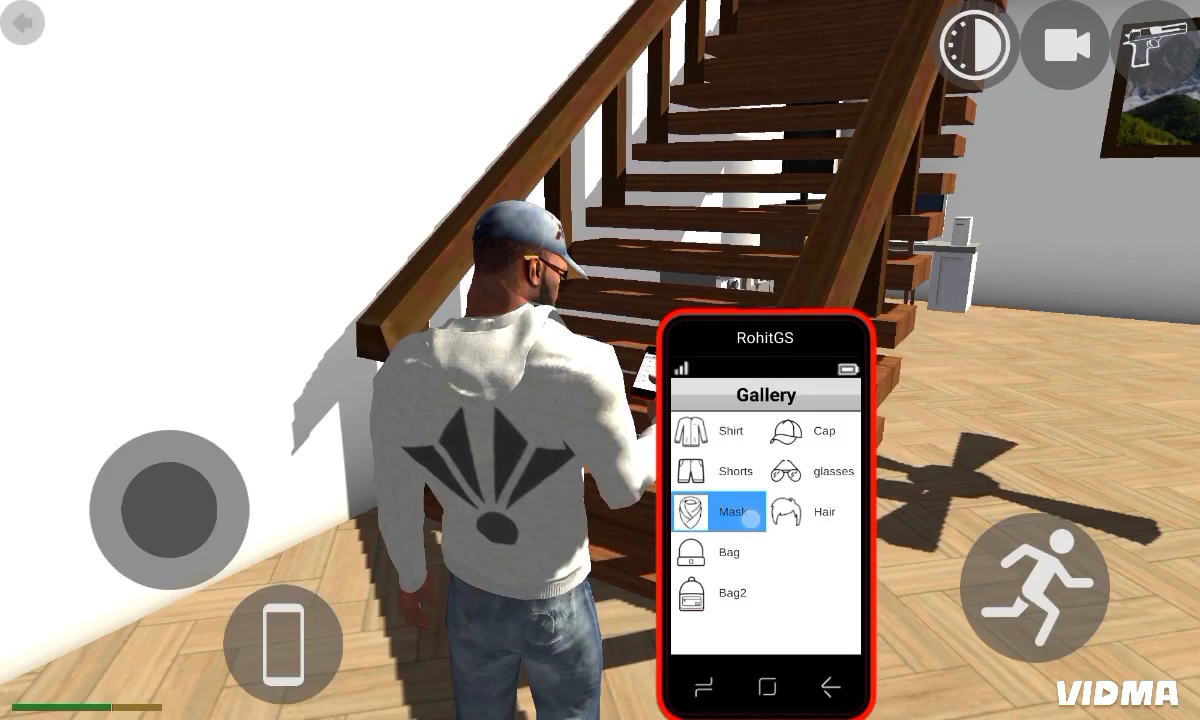 RohitGS
Gallery
Shirt
Cap
Shorts
glasses
Mask
Hair
Bag
Bag2
VIDMA